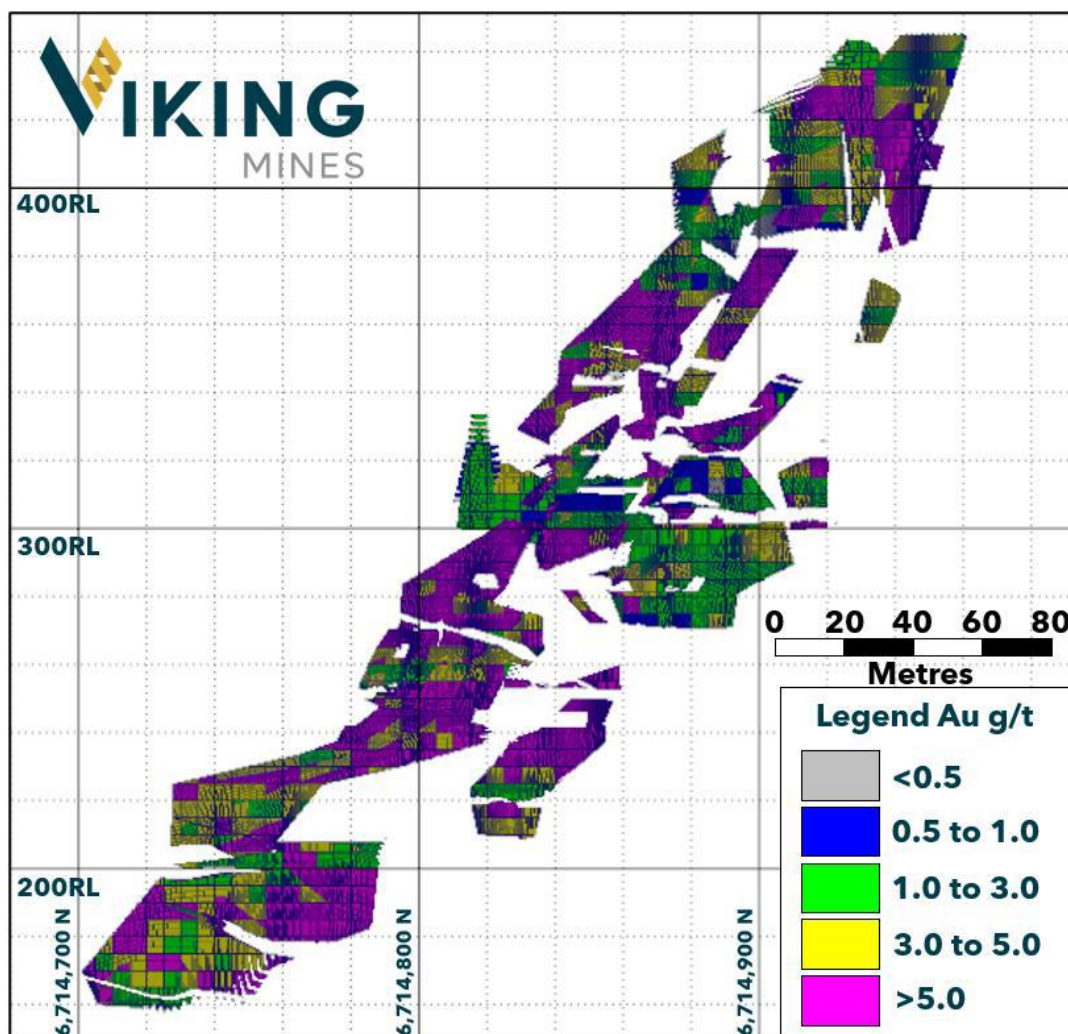 VIKING
MINES
400RL
300RL
0 20 40 60 80
Metres
Legend Au g/t
<0.5
0.5 to 1.0
1.0 to 3.0
3.0 to 5.0
>5.0
200RL
6,714,700 N
6,714,800 N
6,714,900 N